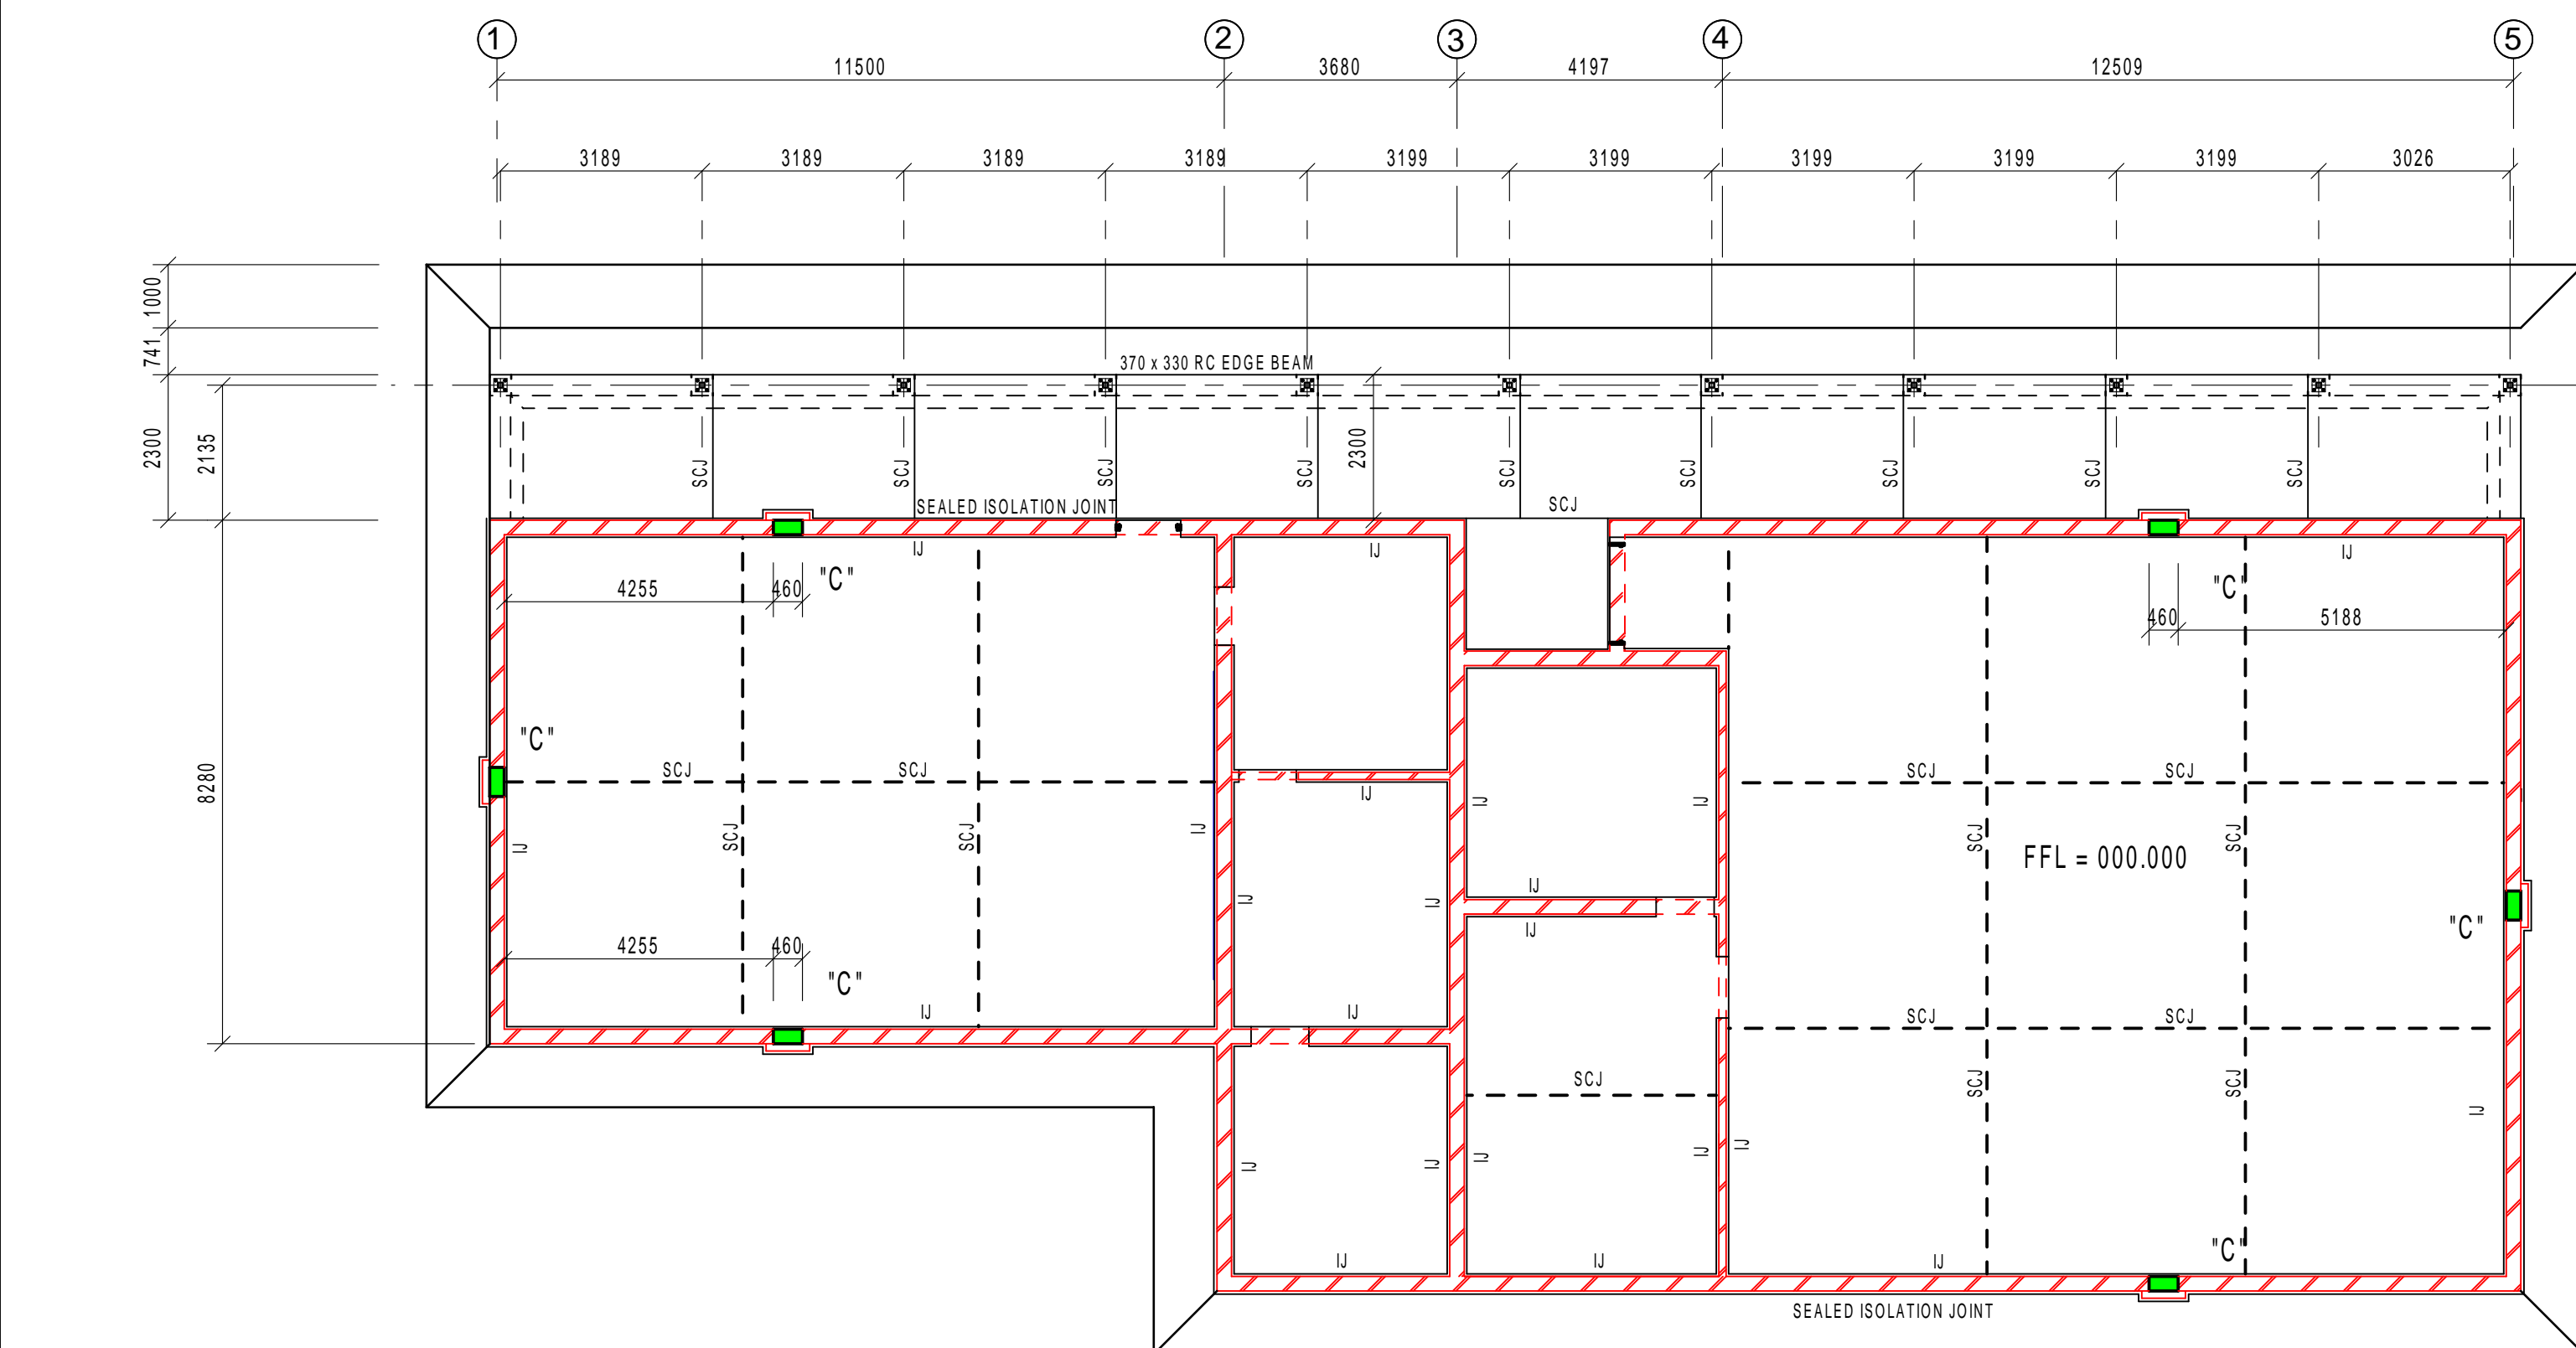 1 2 3 4 5
11500 3680 4197 12509
3189 3189 3189 3189 3199 3199 3199 3199 3199 3026
1000
741
2300
2135
8280
370 x 330 RC EDGE BEAM
2300
SCJ SCJ SCJ SCJ SCJ SCJ SCJ SCJ SCJ
SEALED ISOLATION JOINT
SCJ
IJ
IJ
IJ
4255 460 "C"
"C"
460 5188
"C"
SCJ SCJ
SCJ SCJ
IJ
IJ
IJ
IJ
IJ
SCJ SCJ
SCJ SCJ
IJ
IJ
IJ
FFL = 000.000
IJ
IJ
"C"
IJ
4255 460
"C"
IJ
IJ
SCJ SCJ
SCJ
SCJ SCJ
IJ
IJ
IJ
IJ
IJ
IJ
IJ
IJ
IJ
IJ
"C"
SEALED ISOLATION JOINT